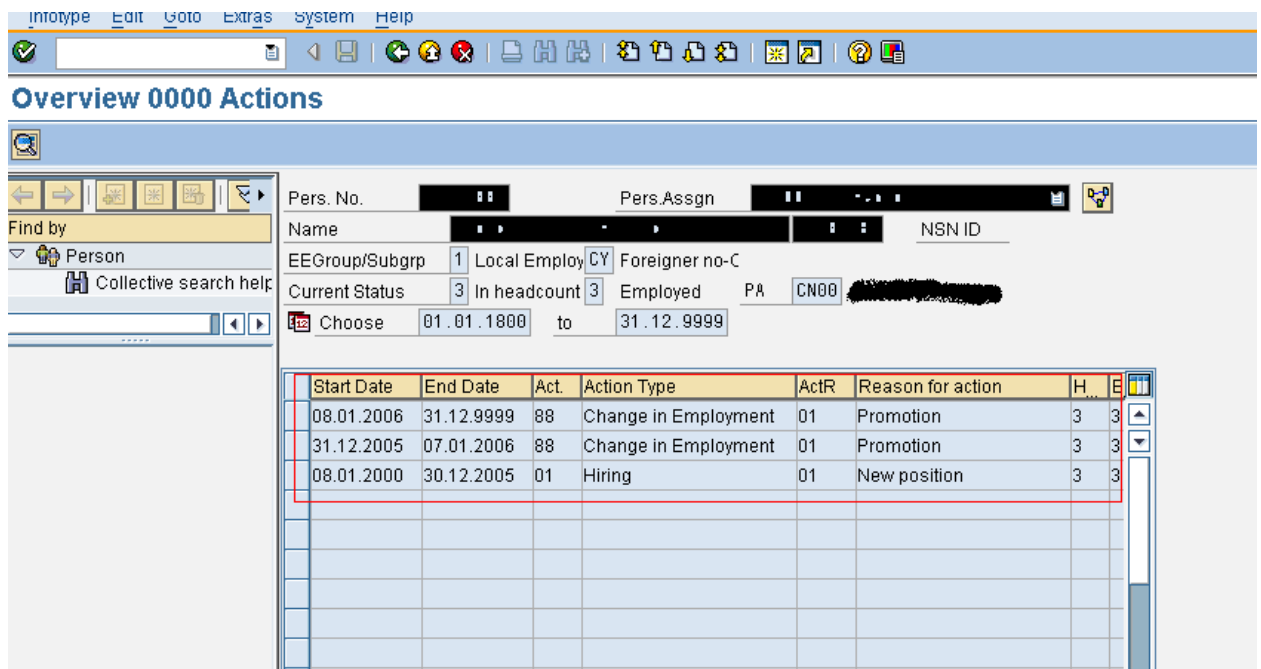 Infotype Edit Goto Extras System Help
Overview 0000 Actions
Pers. No. Pers.Assgn
Find by Name NSN ID
Person EEGroup/Subgrp 1 Local Employ CY Foreigner no-C
Collective search help Current Status 3 In headcount 3 Employed PA CN00
12 Choose 01.01.1800 to 31.12.9999
Start Date End Date Act. Action Type ActR Reason for action H... E
08.01.2006 31.12.9999 88 Change in Employment 01 Promotion 3 3
31.12.2005 07.01.2006 88 Change in Employment 01 Promotion 3 3
08.01.2000 30.12.2005 01 Hiring 01 New position 3 3